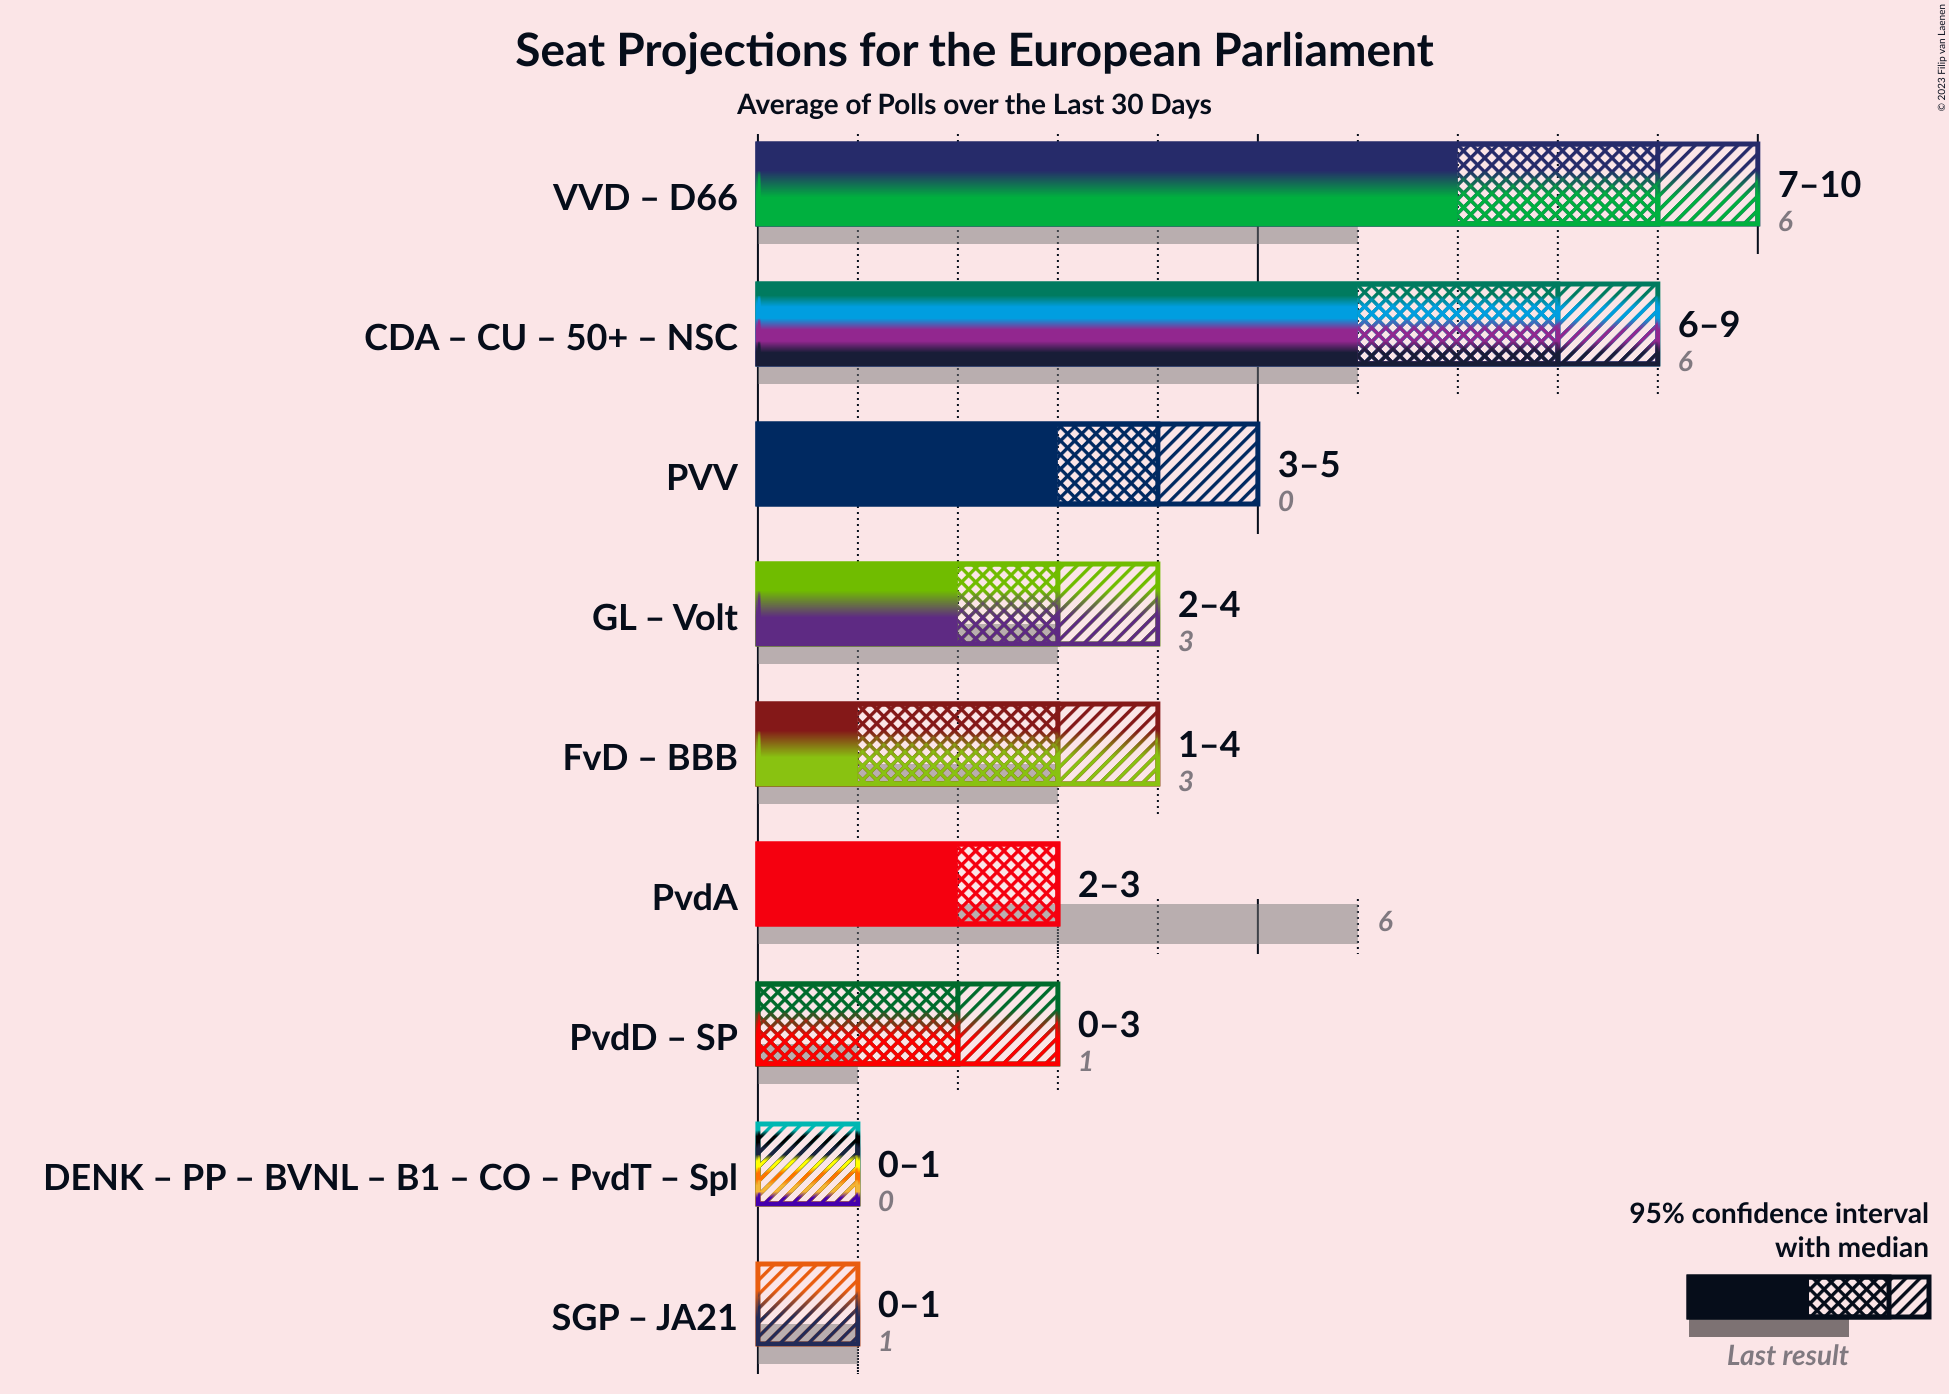 Seat Projections for the European Parliament
Average of Polls over the Last 30 Days
© 2023 Filip van Laenen
VVD – D66
7–10
6
CDA – CU – 50+ – NSC
6–9
6
PVV
3–5
0
GL – Volt
2–4
3
FvD – BBB
1–4
3
PvdA
2–3
6
PvdD – SP
0–3
1
DENK – PP – BVNL – B1 – CO – PvdT – Spl
0–1
0
SGP – JA21
0–1
1
95% confidence interval
with median
Last result